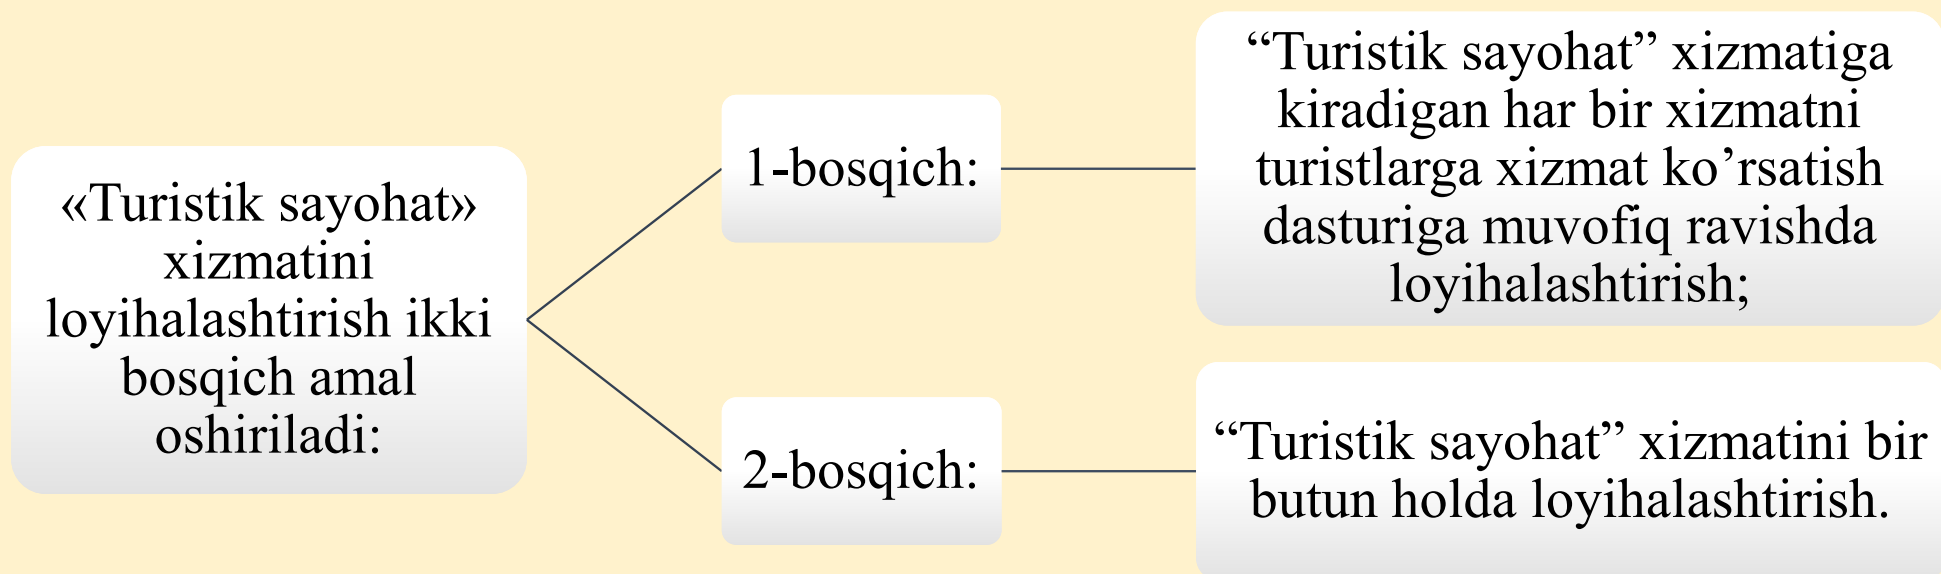 «Turistik sayohat»
xizmatini
loyihalashtirish ikki
bosqich amal
oshiriladi:
1-bosqich:
“Turistik sayohat” xizmatiga
kiradigan har bir xizmatni
turistlarga xizmat ko’rsatish
dasturiga muvofiq ravishda
loyihalashtirish;
2-bosqich:
“Turistik sayohat” xizmatini bir
butun holda loyihalashtirish.